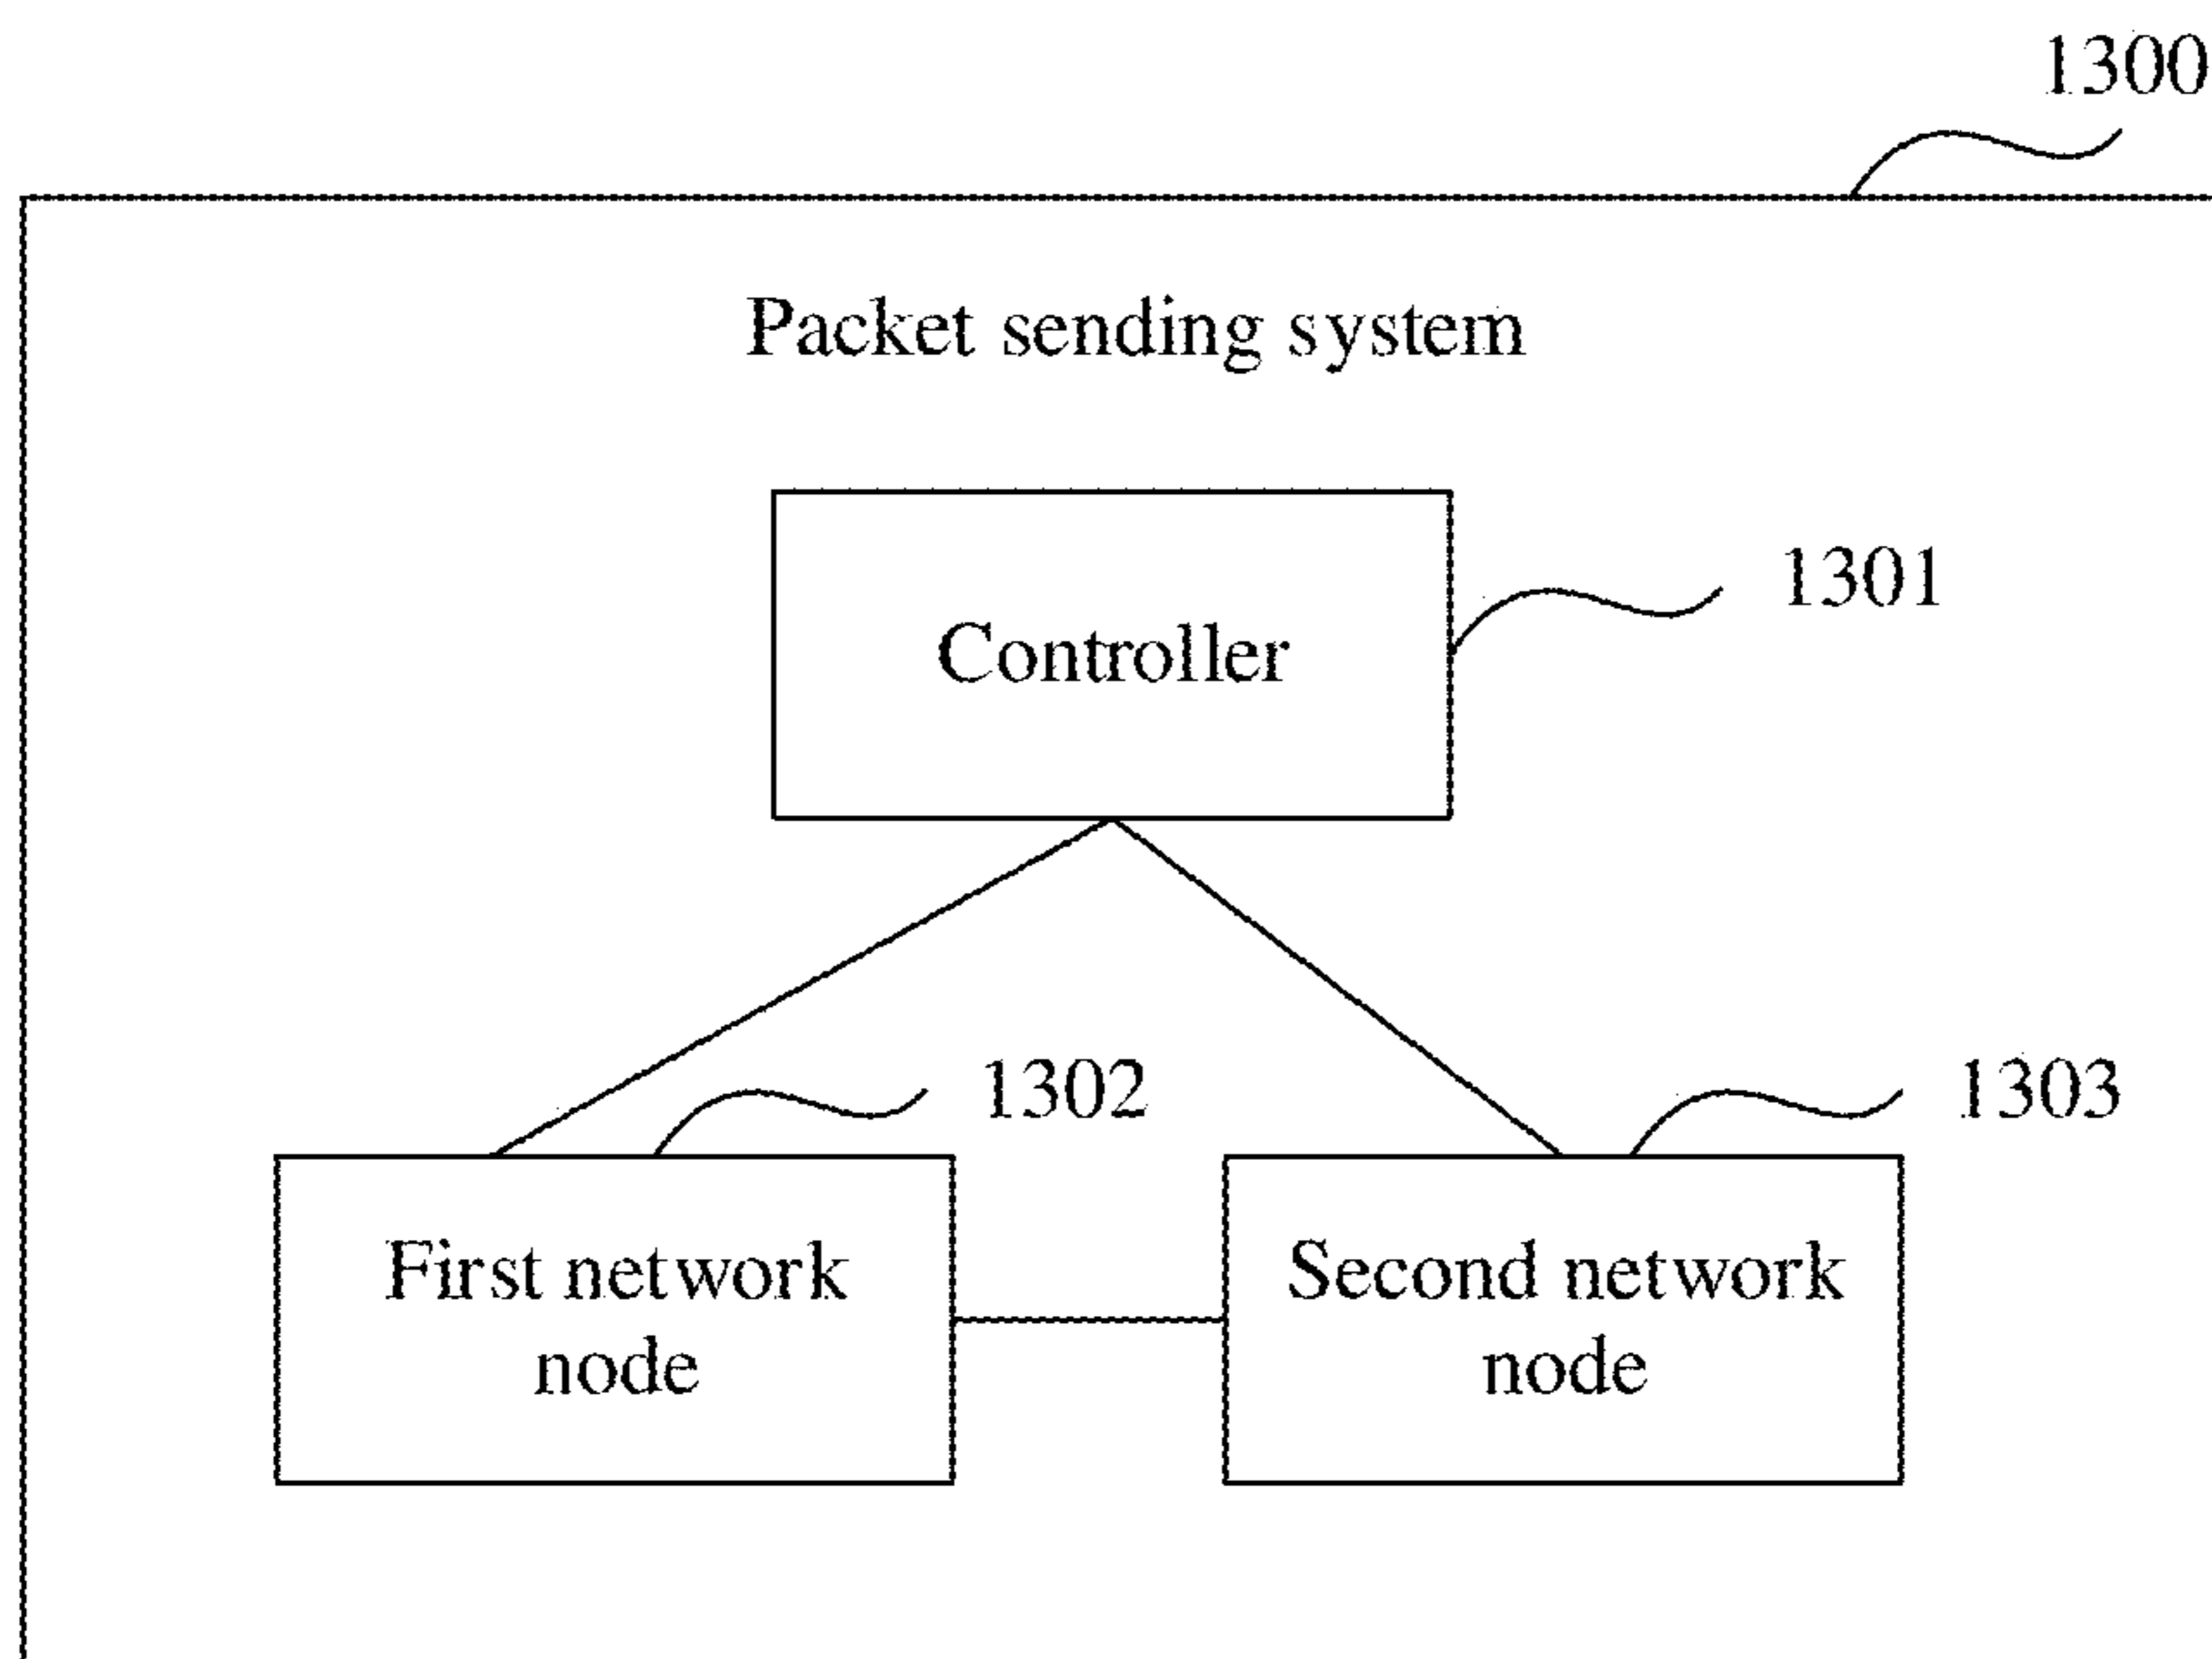 1300
Packet sending system
Controller
1301
1302
1303
First network
node
Second network
node